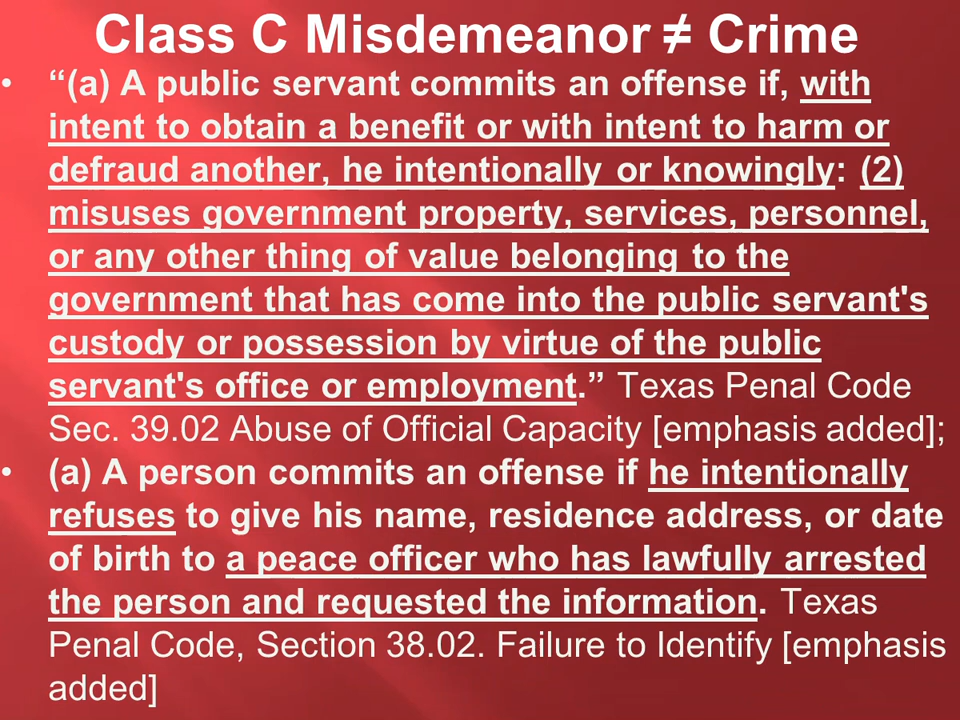 Class C Misdemeanor ≠ Crime
• “(a) A public servant commits an offense if, with
intent to obtain a benefit or with intent to harm or
defraud another, he intentionally or knowingly: (2)
misuses government property, services, personnel,
or any other thing of value belonging to the
government that has come into the public servant's
custody or possession by virtue of the public
servant's office or employment.” Texas Penal Code
Sec. 39.02 Abuse of Official Capacity [emphasis added];
• (a) A person commits an offense if he intentionally
refuses to give his name, residence address, or date
of birth to a peace officer who has lawfully arrested
the person and requested the information. Texas
Penal Code, Section 38.02. Failure to Identify [emphasis
added]